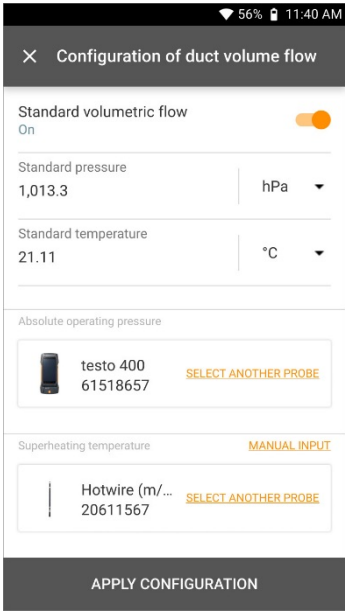 56% 11:40 AM
Configuration of duct volume flow
Standard volumetric flow
On
Standard pressure
1,013.3 hPa
Standard temperature
21.11 °C
Absolute operating pressure
testo 400
61518657
SELECT ANOTHER PROBE
Superheating temperature MANUAL INPUT
Hotwire (m/...
20611567
SELECT ANOTHER PROBE
APPLY CONFIGURATION